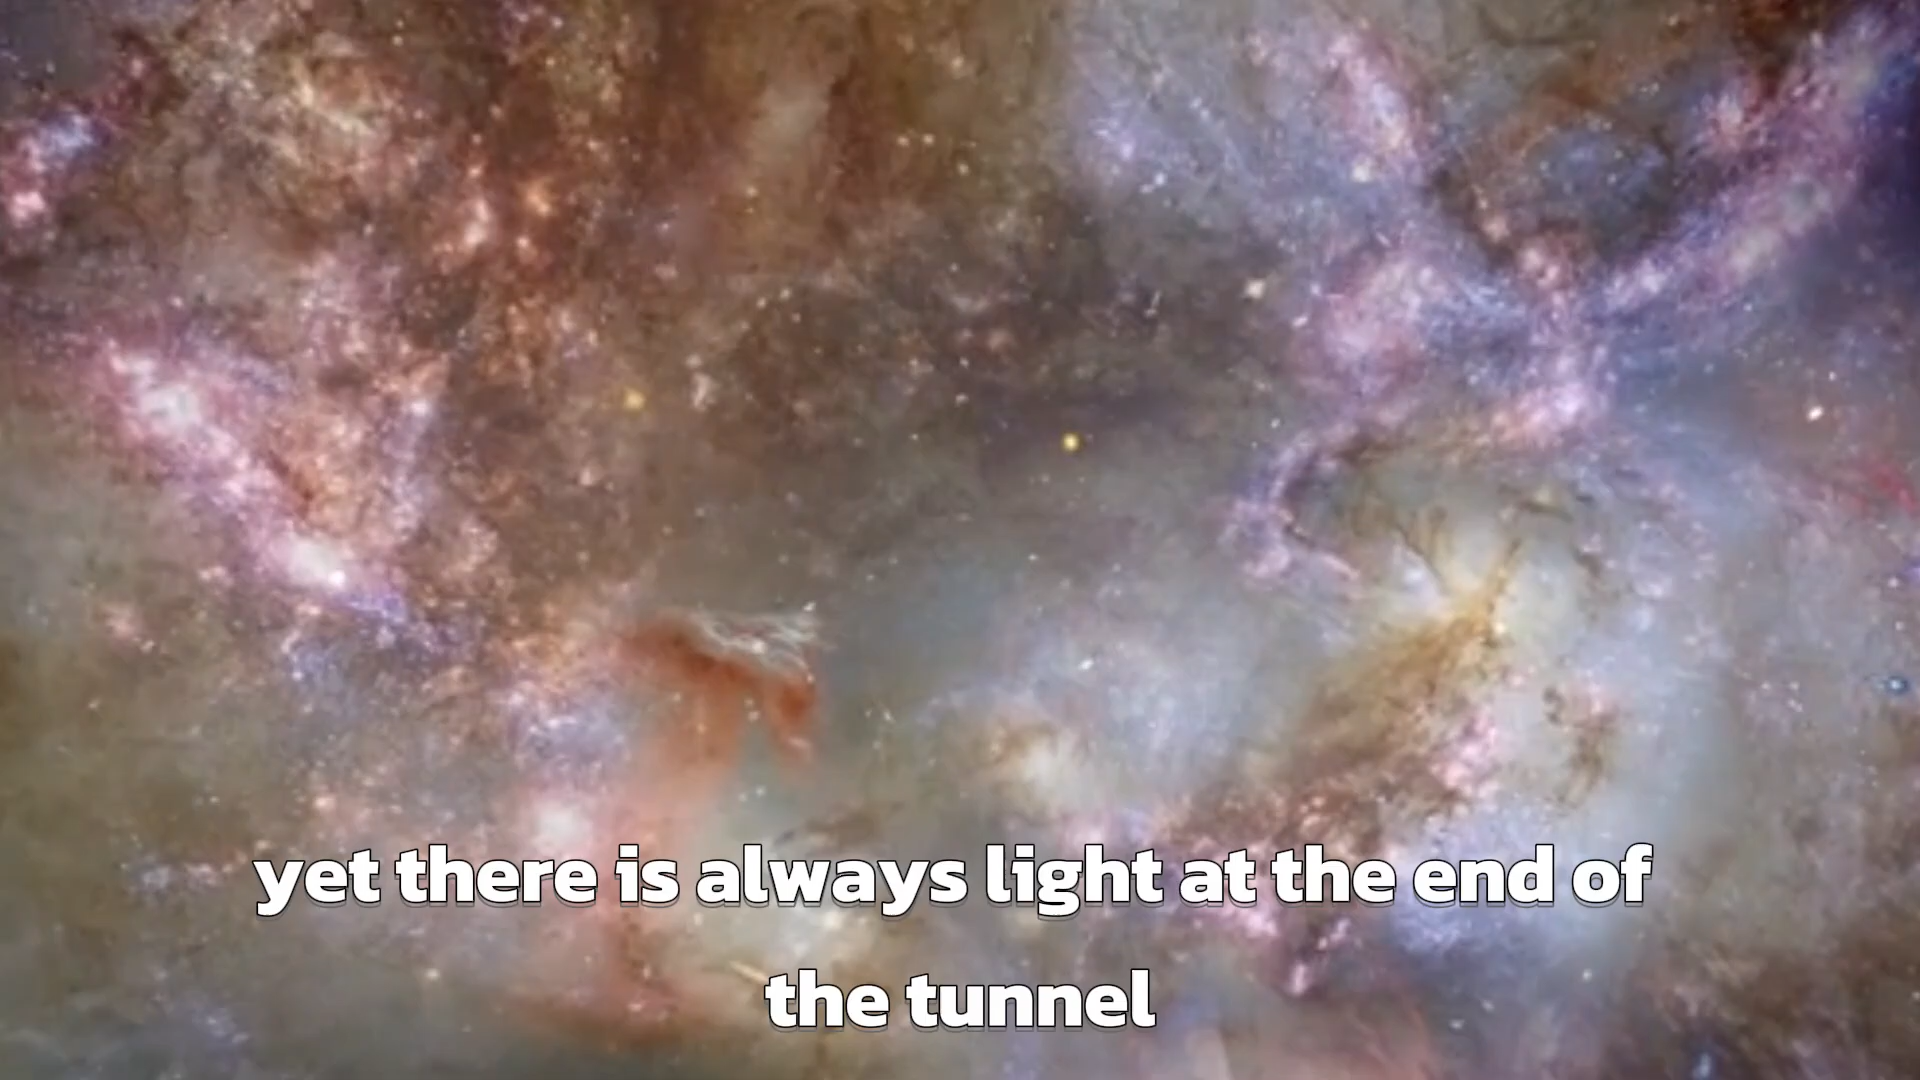 yet there is always light at the end of
the tunnel